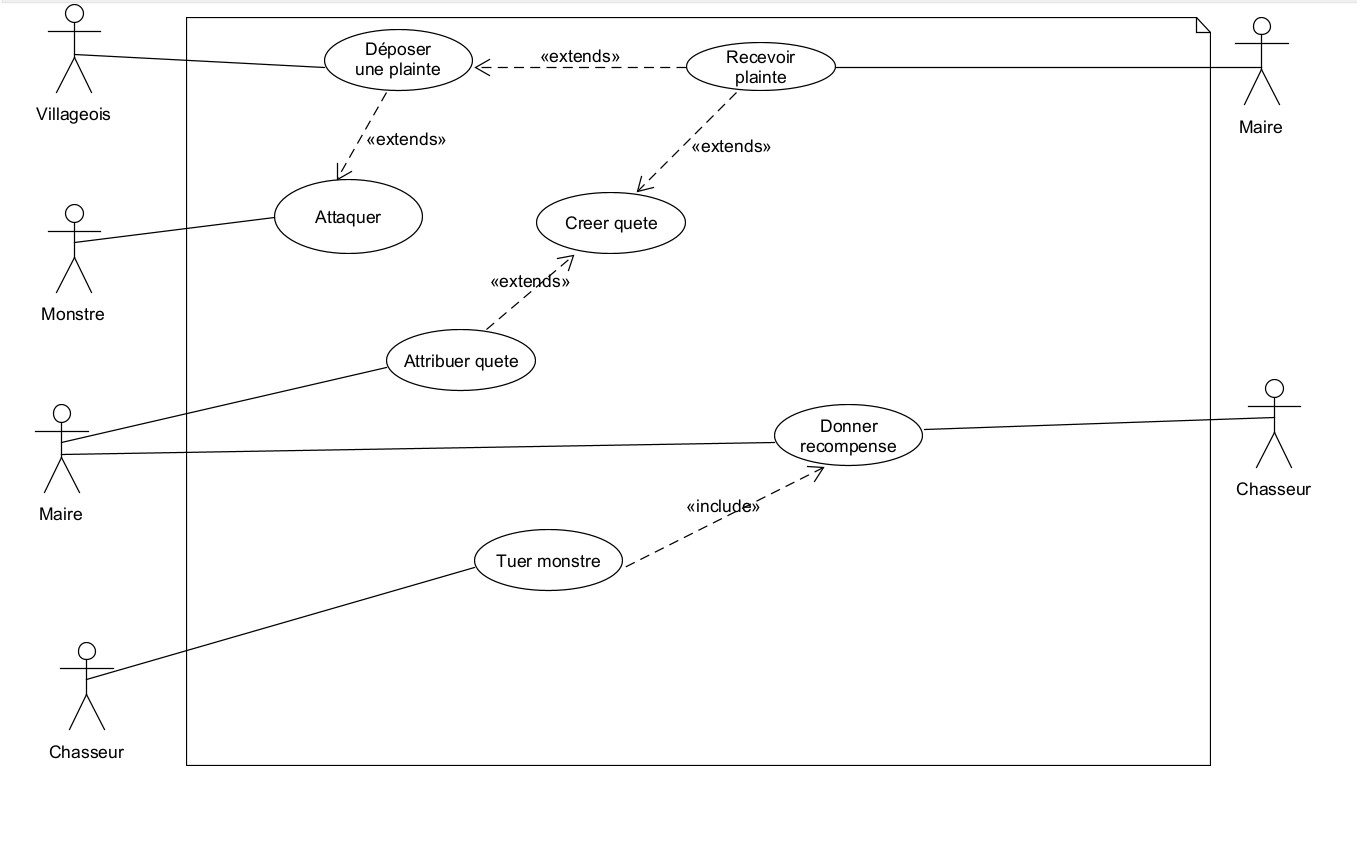 Déposer
une plainte
«extends»
Recevoir
plainte
Villageois
Maire
«extends»
«extends»
Attaquer
Creer quete
«extends»
Monstre
Attribuer quete
Donner
recompense
Chasseur
Maire
«include»
Tuer monstre
Chasseur